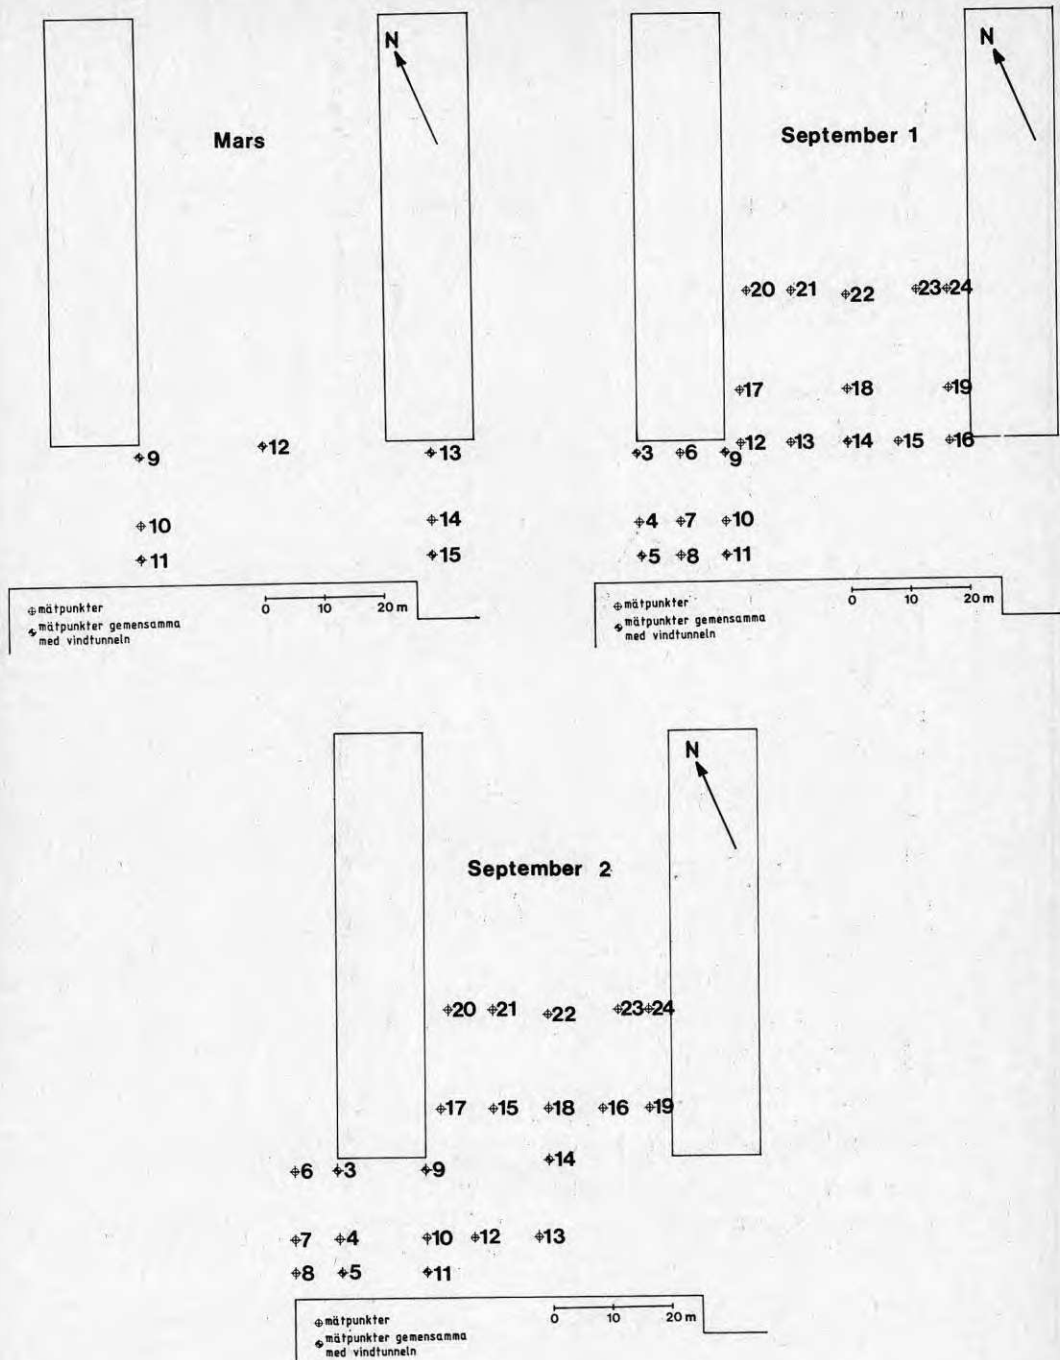 N
Mars
9
12
13
10
14
11
15
mätpunkter
mätpunkter gemensamma
med vindtunneln
0 10 20 m
N
September 1
20 21 22 23 24
17 18 19
3 6 9 12 13 14 15 16
4 7 10
5 8 11
mätpunkter
mätpunkter gemensamma
med vindtunneln
0 10 20 m
N
September 2
20 21 22 23 24
17 15 18 16 19
14
6 3 9
7 4 10 12 13
8 5 11
mätpunkter
mätpunkter gemensamma
med vindtunneln
0 10 20 m